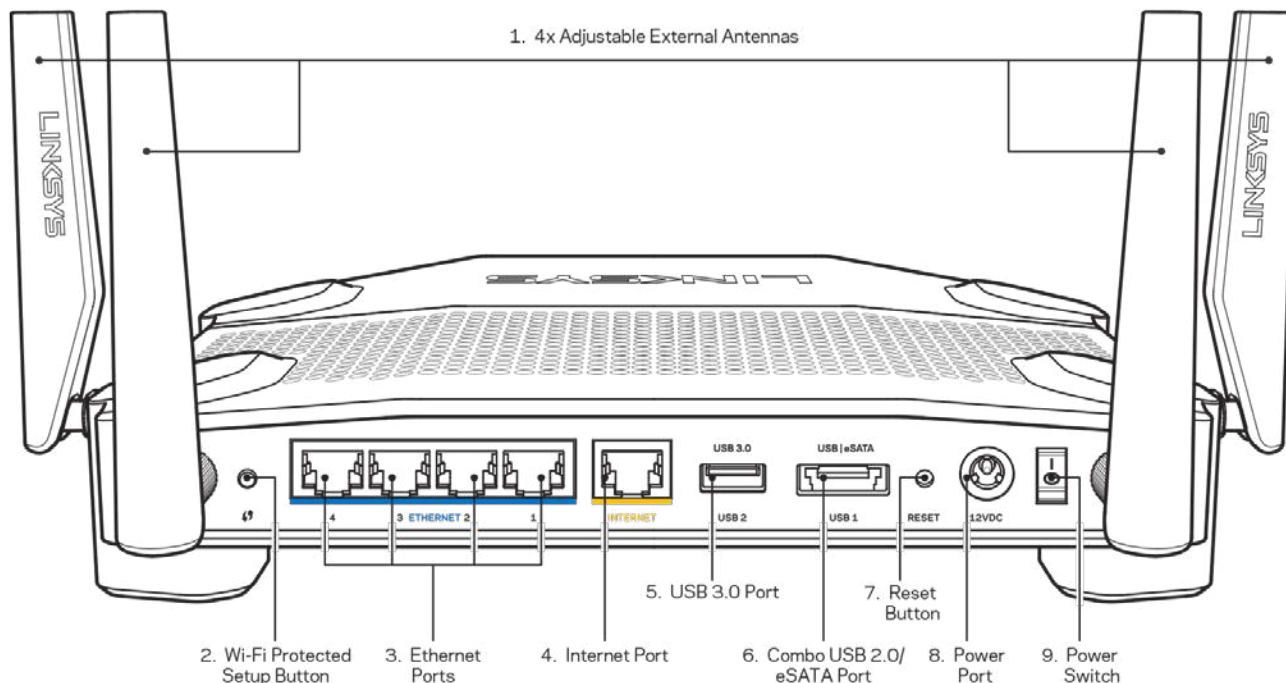 1. 4x Adjustable External Antennas
LINKSYS
LINKSYS
LINKSYS
USB 3.0
USB|eSATA
4
3 ETHERNET 2
1
INTERNET
USB 2
USB 1
RESET
12VDC
5. USB 3.0 Port
7. Reset
Button
2. Wi-Fi Protected
Setup Button
3. Ethernet
Ports
4. Internet Port
6. Combo USB 2.0/
eSATA Port
8. Power
Port
9. Power
Switch